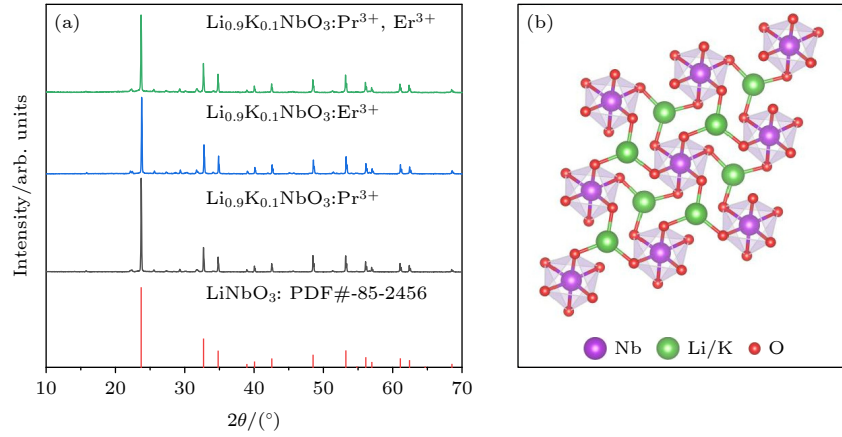 (a)
Li₀.₉K₀.₁NbO₃:Pr³⁺, Er³⁺
Li₀.₉K₀.₁NbO₃:Er³⁺
Li₀.₉K₀.₁NbO₃:Pr³⁺
LiNbO₃: PDF#-85-2456
Intensity/arb. units
10 20 30 40 50 60 70
2θ/(°)
(b)
Nb Li/K O